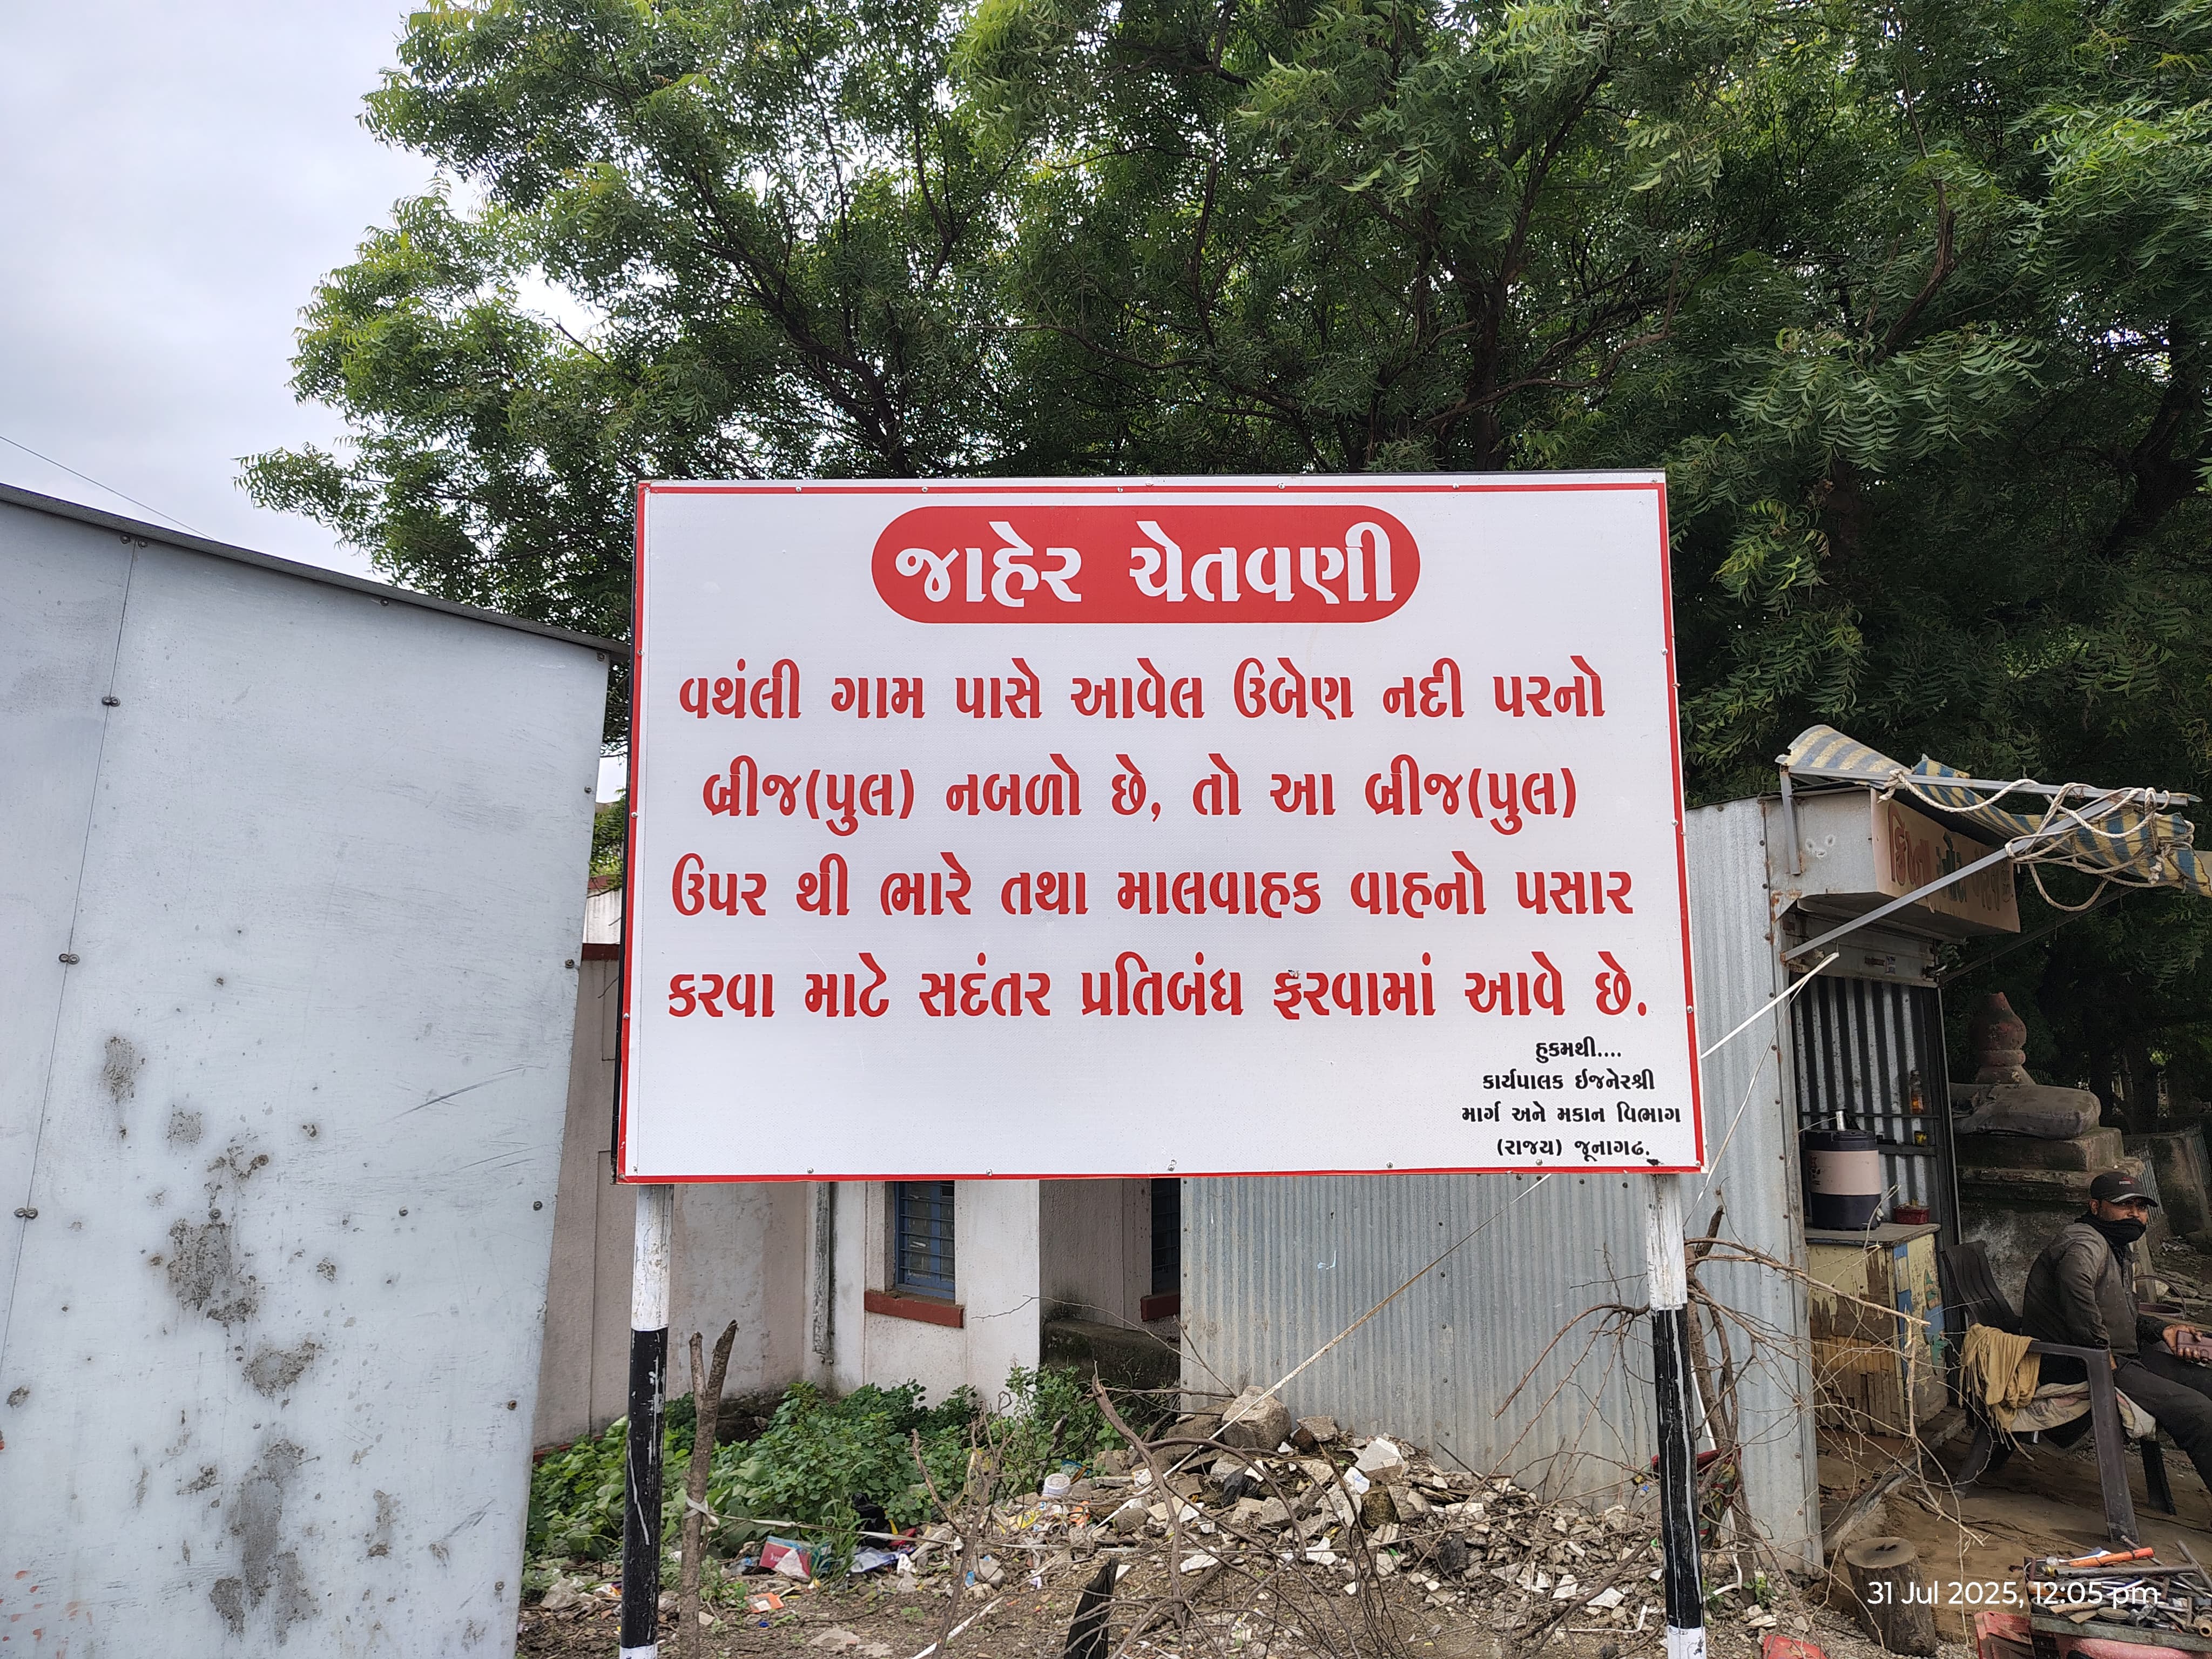 જાહેર ચેતવણી
વથંલી ગામ પાસે આવેલ ઉબેણ નદી પરનો
બ્રીજ(પુલ) નબળો છે, તો આ બ્રીજ(પુલ)
ઉપર થી ભારે તથા માલવાહક વાહનો પસાર
કરવા માટે સદંતર પ્રતિબંધ ફરવામાં આવે છે.
હુકમથી....
કાર્યપાલક ઈજનેરશ્રી
માર્ગ અને મકાન વિભાગ
(રાજય) જૂનાગઢ.
31 Jul 2025, 12:05 pm